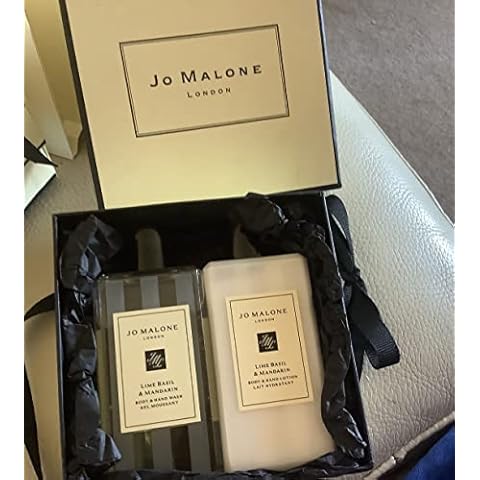 JO MALONE
LONDON
JO MALONE
LONDON
LIME BASIL
& MANDARIN
BODY & HAND WASH
GEL MOUSSANT
JO MALONE
LONDON
LIME BASIL
& MANDARIN
BODY & HAND LOTION
LAIT HYDRATANT